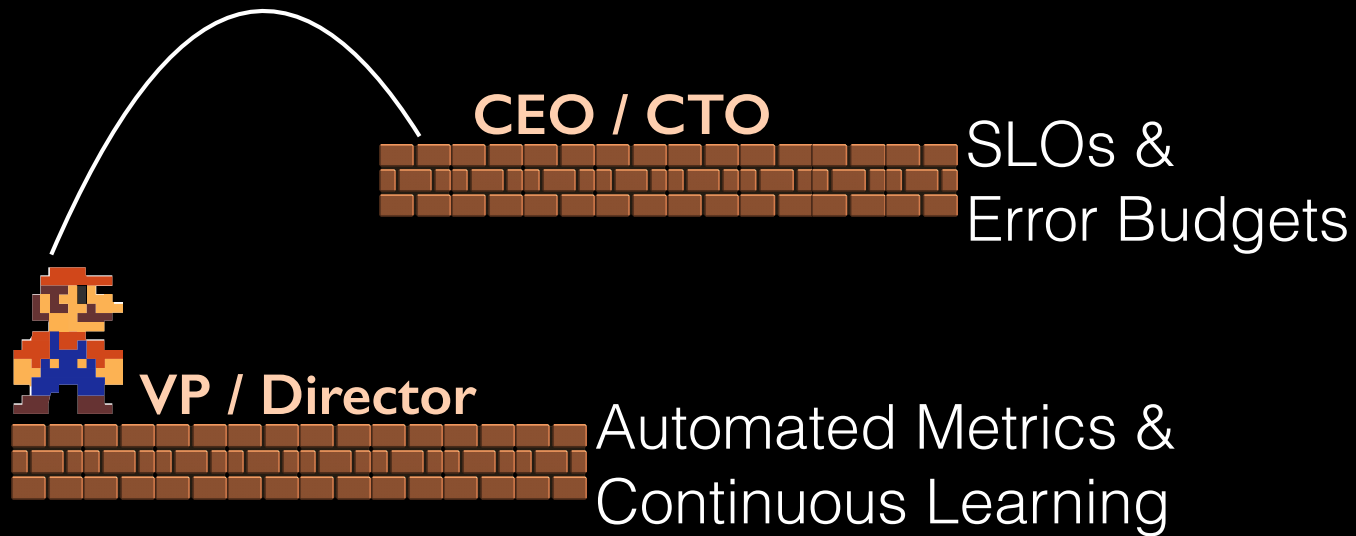 CEO / CTO
SLOs &
Error Budgets
VP / Director
Automated Metrics &
Continuous Learning